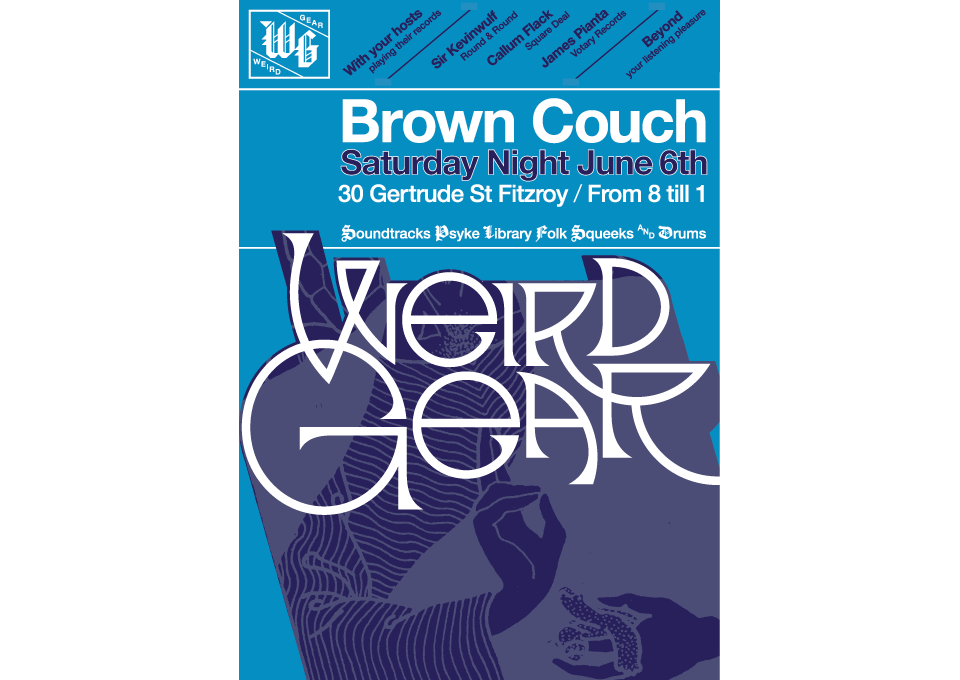 WG
GEAR
WEIRD
With your hosts
playing their records
Sir Kevinwulf
Round & Round
Callum Flack
Square Deal
James Pianta
Votary Records
Beyond
your listening pleasure
Brown Couch
Saturday Night June 6th
30 Gertrude St Fitzroy / From 8 till 1
Soundtracks Psyke Library Folk Squeeks AND Drums
WeiRD
GeAR